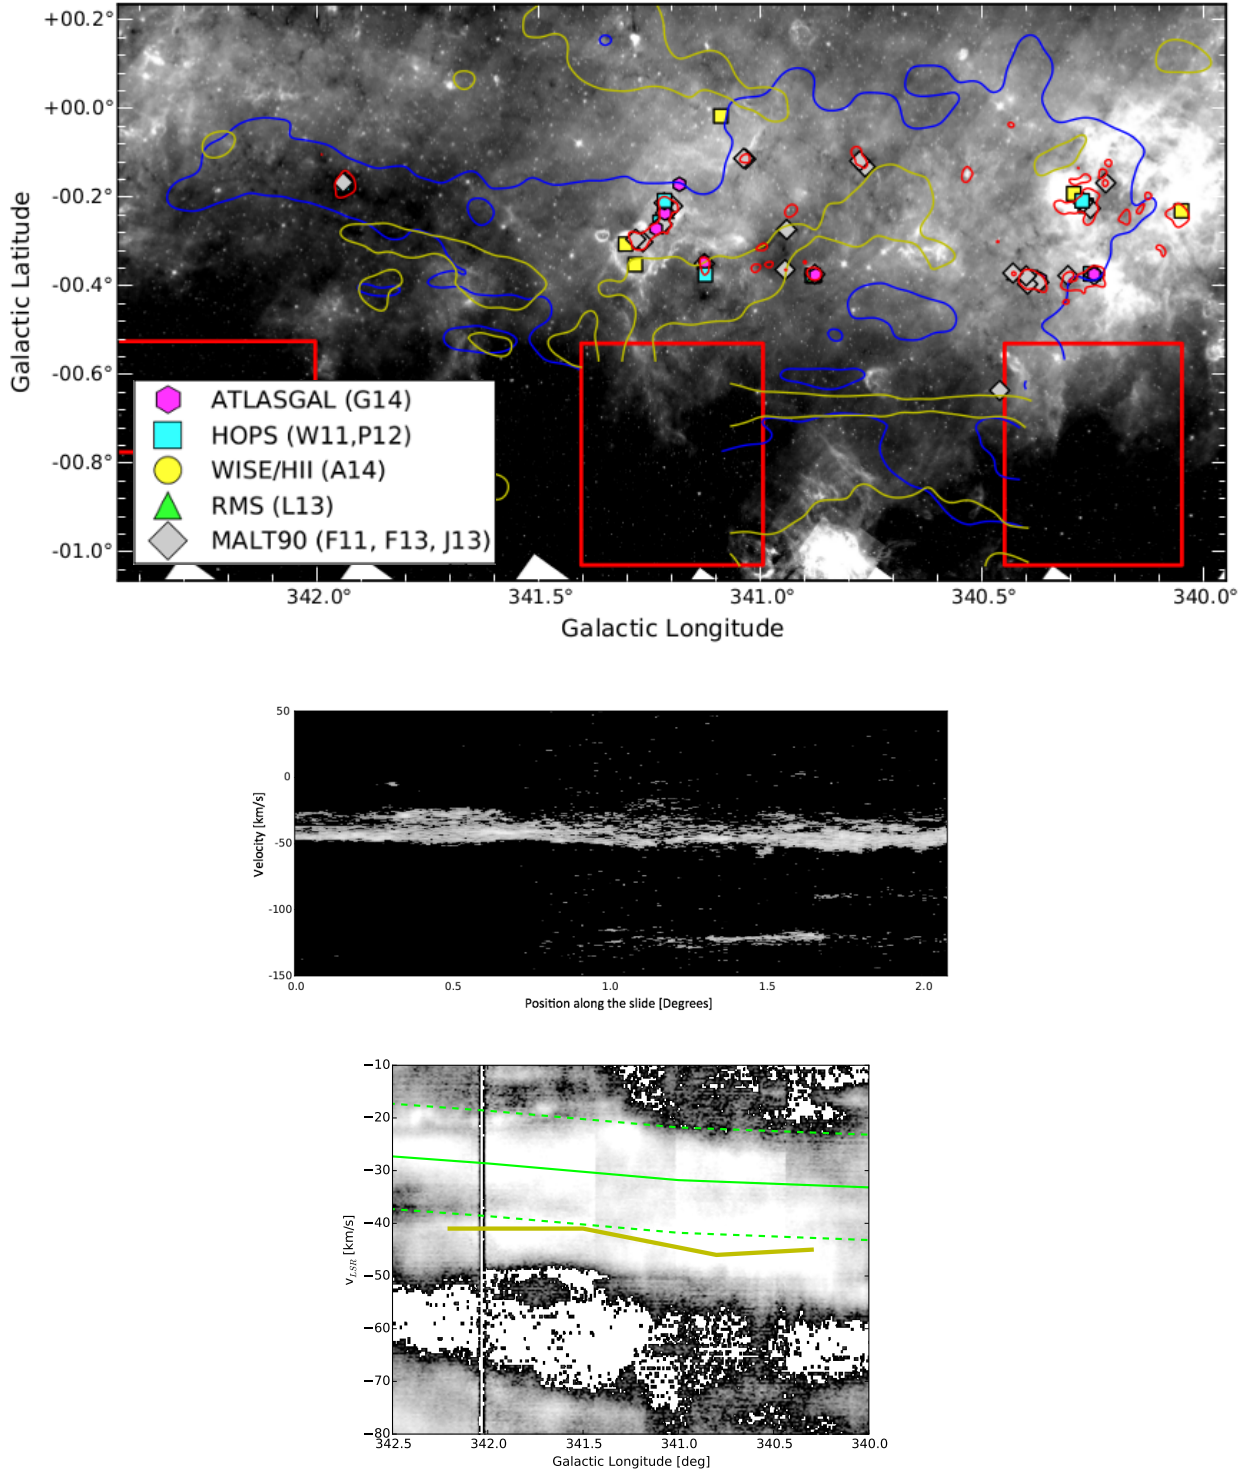 +00.2°
+00.0°
-00.2°
-00.4°
-00.6°
-00.8°
-01.0°
Galactic Latitude
ATLASGAL (G14)
HOPS (W11,P12)
WISE/HII (A14)
RMS (L13)
MALT90 (F11, F13, J13)
342.0° 341.5° 341.0° 340.5° 340.0°
Galactic Longitude
50
0
-50
-100
-150
Velocity [km/s]
0.0 0.5 1.0 1.5 2.0
Position along the slide [Degrees]
−10
−20
−30
−40
−50
−60
−70
−80
vLSR [km/s]
342.5 342.0 341.5 341.0 340.5 340.0
Galactic Longitude [deg]